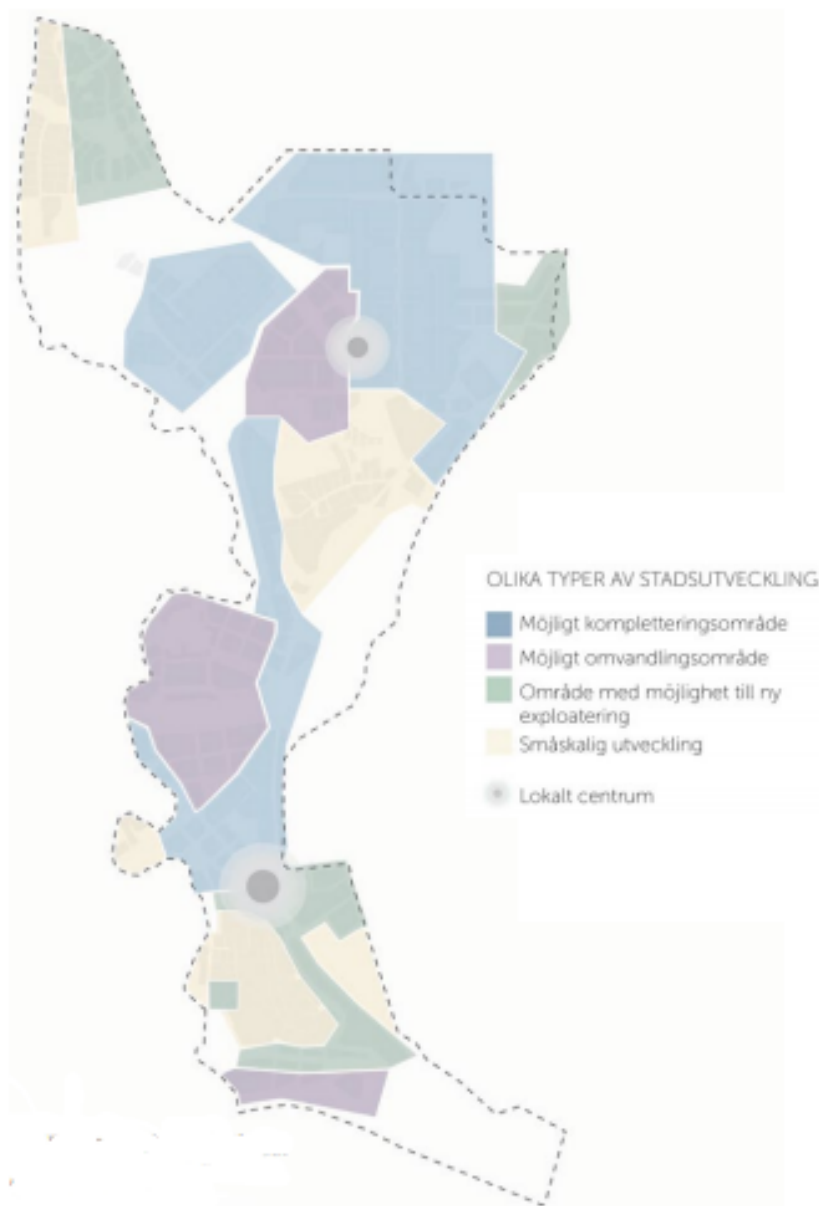 OLIKA TYPER AV STADSUTVECKLING
Möjligt kompletteringsområde
Möjligt omvandlingsområde
Område med möjlighet till ny
exploatering
Småskalig utveckling
Lokalt centrum